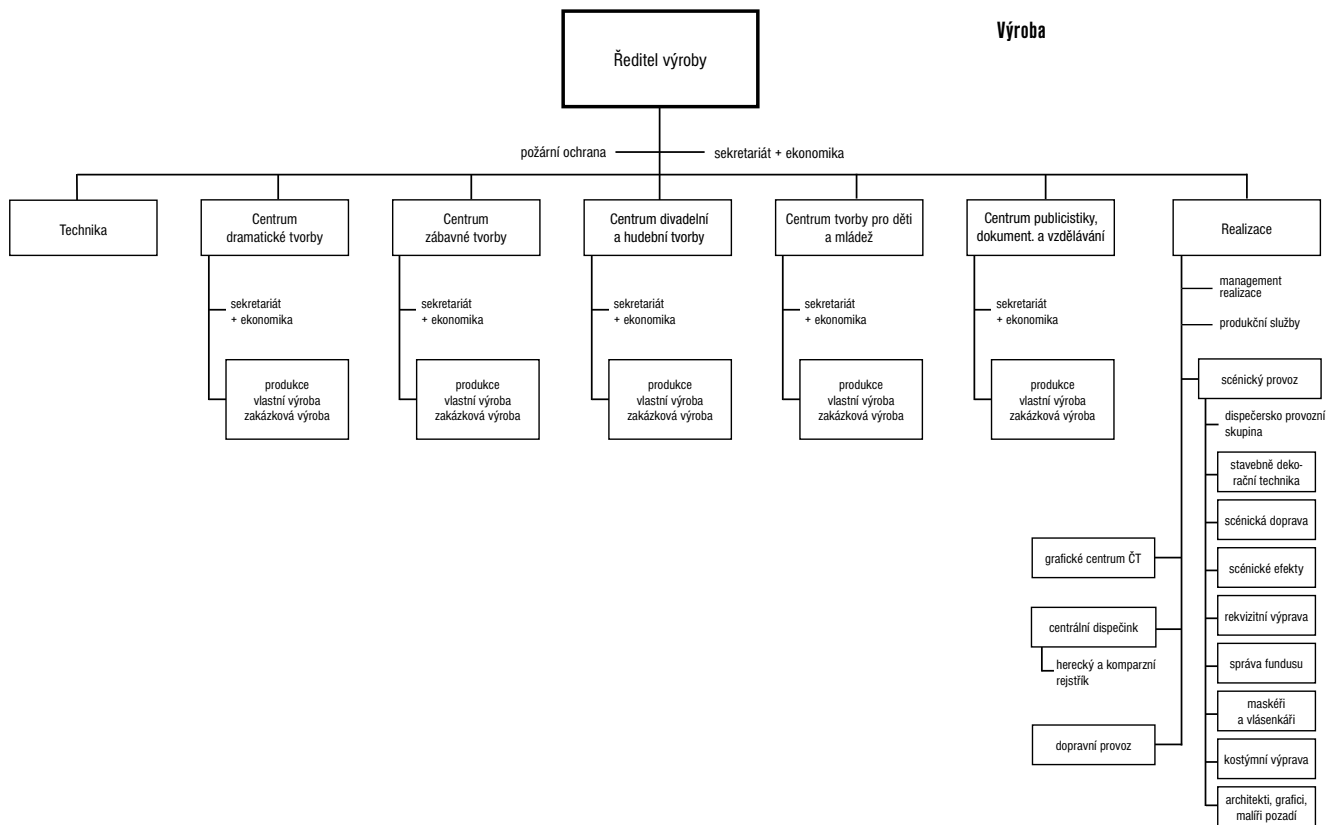 Výroba
Ředitel výroby
požární ochrana
sekretariát + ekonomika
Technika
Centrum
dramatické tvorby
Centrum
zábavné tvorby
Centrum divadelní
a hudební tvorby
Centrum tvorby pro děti
a mládež
Centrum publicistiky,
dokument. a vzdělávání
Realizace
sekretariát
+ ekonomika
sekretariát
+ ekonomika
sekretariát
+ ekonomika
sekretariát
+ ekonomika
sekretariát
+ ekonomika
management
realizace
produkční služby
produkce
vlastní výroba
zakázková výroba
produkce
vlastní výroba
zakázková výroba
produkce
vlastní výroba
zakázková výroba
produkce
vlastní výroba
zakázková výroba
produkce
vlastní výroba
zakázková výroba
scénický provoz
dispečersko provozní
skupina
stavebně deko-
rační technika
scénická doprava
scénické efekty
rekvizitní výprava
správa fundusu
maskéři
a vlásenkáři
kostýmní výprava
architekti, grafici,
malíři pozadí
grafické centrum ČT
centrální dispečink
herecký a komparzní
rejstřík
dopravní provoz